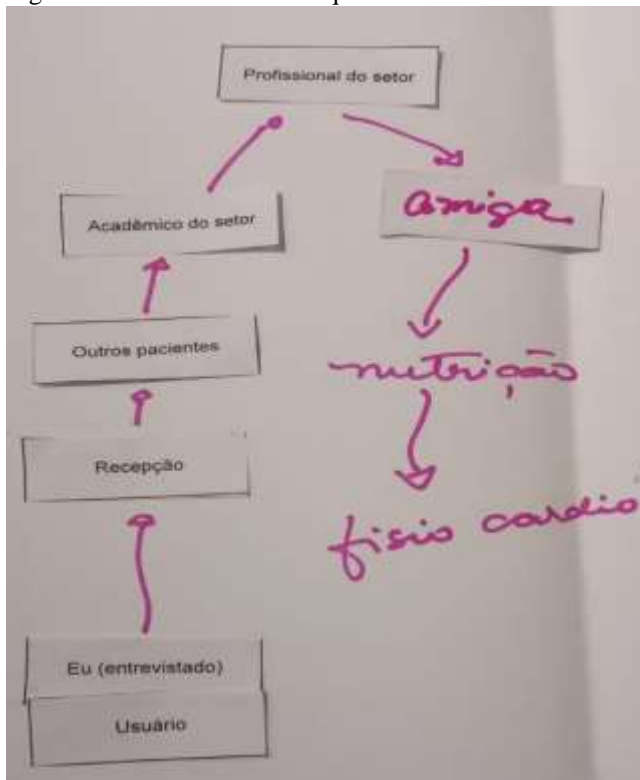 Profissional do setor
Acadêmico do setor
amiga
Outros pacientes
nutrição
Recepção
fisio cardio
Eu (entrevistado)
Usuário